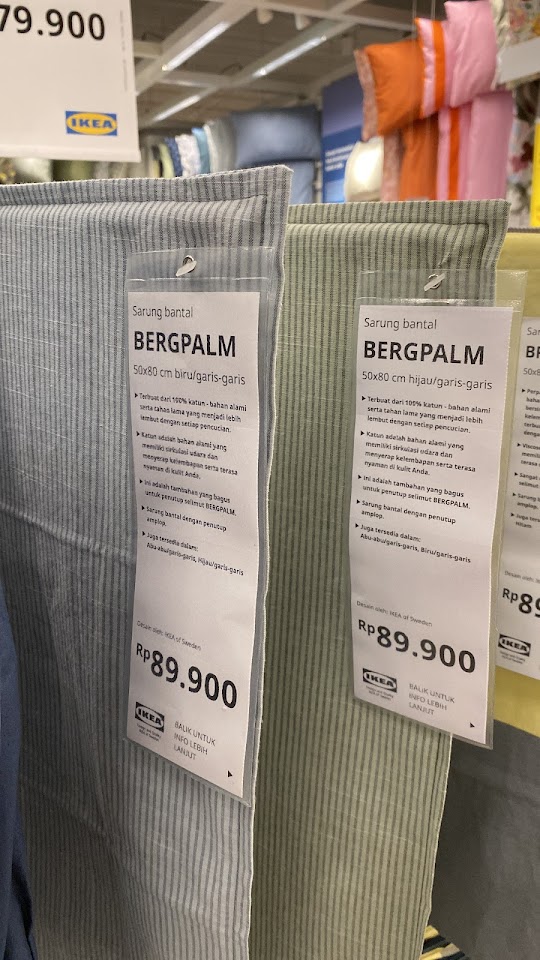 79.900
IKEA
Sarung bantal
BERGPALM
50x80 cm biru/garis-garis
Terbuat dari 100% katun - bahan alami
serta tahan lama yang menjadi lebih
lembut dengan setiap pencucian.
Katun adalah bahan alami yang
memiliki sirkulasi udara dan
menyerap kelembapan serta terasa
nyaman di kulit Anda.
Ini adalah tambahan yang bagus
untuk penutup selimut BERGPALM.
Sarung bantal dengan penutup
amplop.
Juga tersedia dalam:
Abu-abu/garis-garis, Hijau/garis-garis
Desain oleh: IKEA of Sweden
Rp89.900
IKEA
BALIK UNTUK
INFO LEBIH
LANJUT
Sarung bantal
BERGPALM
50x80 cm hijau/garis-garis
Terbuat dari 100% katun - bahan alami
serta tahan lama yang menjadi lebih
lembut dengan setiap pencucian.
Katun adalah bahan alami yang
memiliki sirkulasi udara dan
menyerap kelembapan serta terasa
nyaman di kulit Anda.
Ini adalah tambahan yang bagus
untuk penutup selimut BERGPALM.
Sarung bantal dengan penutup
amplop.
Juga tersedia dalam:
Abu-abu/garis-garis, Biru/garis-garis
Desain oleh: IKEA of Sweden
Rp89.900
IKEA
BALIK UNTUK
INFO LEBIH
LANJUT
Rp89
IKEA